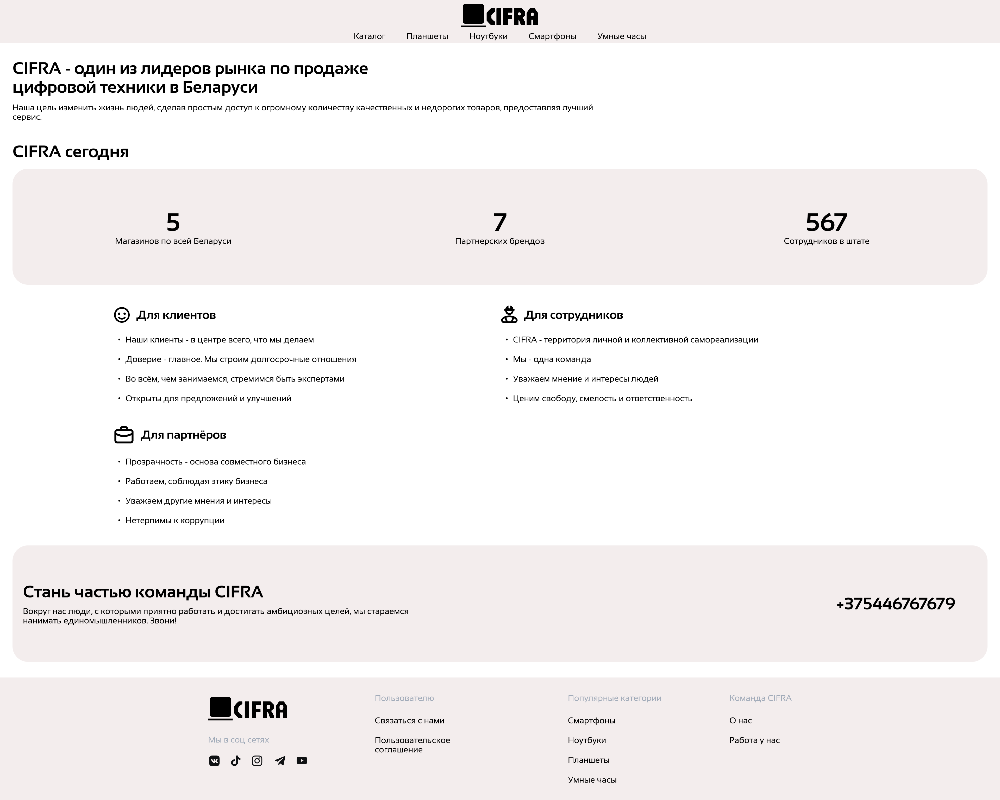 CIFRA
Каталог Планшеты Ноутбуки Смартфоны Умные часы
CIFRA - один из лидеров рынка по продаже
цифровой техники в Беларуси
Наша цель изменить жизнь людей, сделав простым доступ к огромному количеству качественных и недорогих товаров, предоставляя лучший
сервис.
CIFRA сегодня
5
Магазинов по всей Беларуси
7
Партнерских брендов
567
Сотрудников в штате
Для клиентов
• Наши клиенты - в центре всего, что мы делаем
• Доверие - главное. Мы строим долгосрочные отношения
• Во всём, чем занимаемся, стремимся быть экспертами
• Открыты для предложений и улучшений
Для сотрудников
• CIFRA - территория личной и коллективной самореализации
• Мы - одна команда
• Уважаем мнение и интересы людей
• Ценим свободу, смелость и ответственность
Для партнёров
• Прозрачность - основа совместного бизнеса
• Работаем, соблюдая этику бизнеса
• Уважаем другие мнения и интересы
• Нетерпимы к коррупции
Стань частью команды CIFRA
Вокруг нас люди, с которыми приятно работать и достигать амбициозных целей, мы стараемся
нанимать единомышленников. Звони!
+375446767679
CIFRA
Мы в соц сетях
Пользователю
Связаться с нами
Пользовательское
соглашение
Популярные категории
Смартфоны
Ноутбуки
Планшеты
Умные часы
Команда CIFRA
О нас
Работа у нас